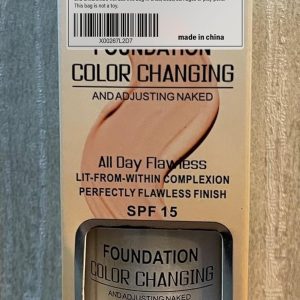 This bag is not a toy.
X00267L2D7
made in china
FOUNDATION
COLOR CHANGING
AND ADJUSTING NAKED
All Day Flawless
LIT-FROM-WITHIN COMPLEXION
PERFECTLY FLAWLESS FINISH
SPF 15
FOUNDATION
COLOR CHANGING
AND ADJUSTING NAKED